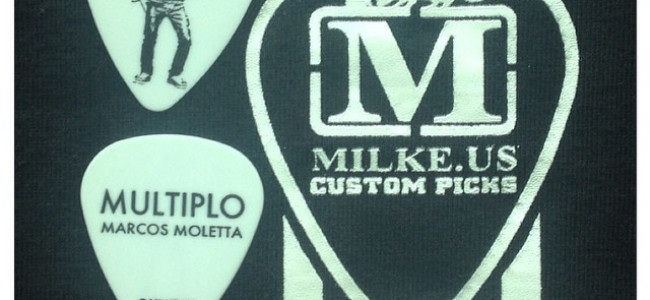 M
MILKE.US
CUSTOM PICKS
MULTIPLO
MARCOS MOLETTA